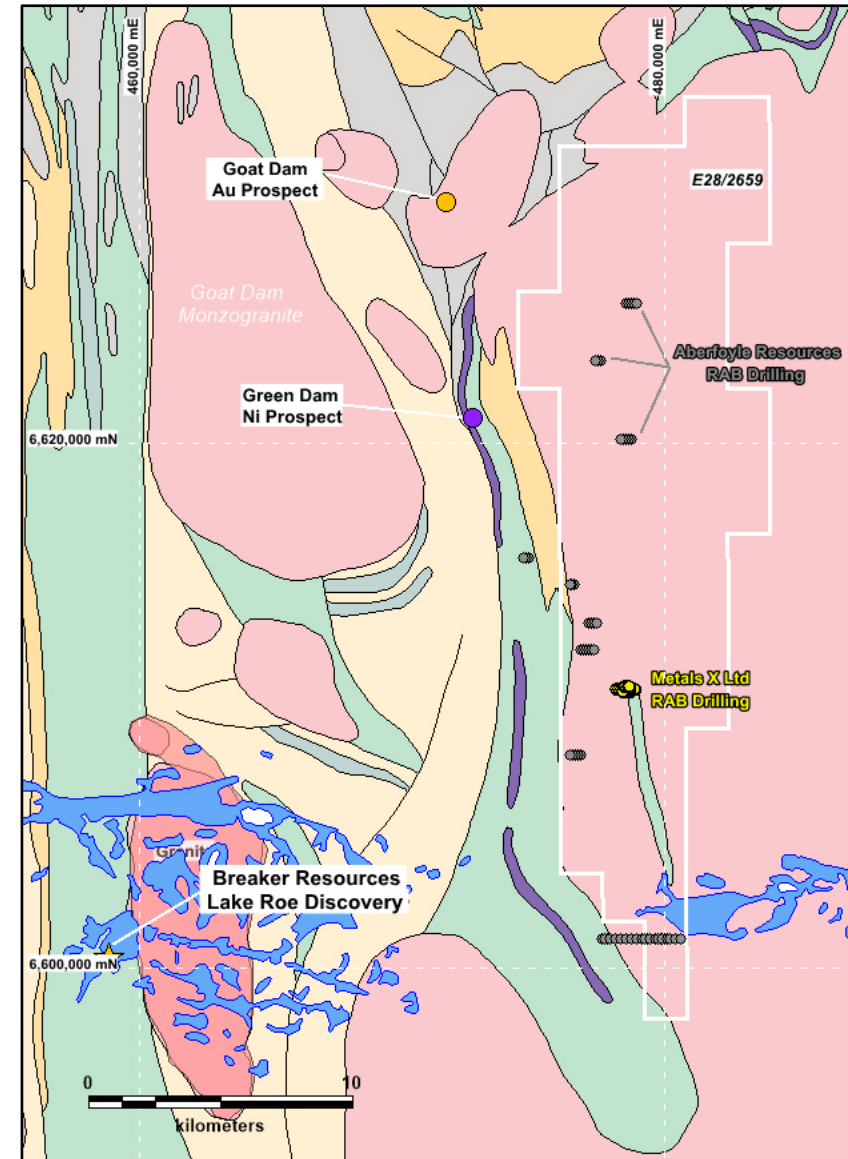 460,000 mE
480,000 mE
Goat Dam
Au Prospect
E28/2659
Goat Dam
Monzogranite
Aberfoyle Resources
RAB Drilling
Green Dam
Ni Prospect
6,620,000 mN
Metals X Ltd
RAB Drilling
Granit
Breaker Resources
Lake Roe Discovery
6,600,000 mN
0 10
kilometers